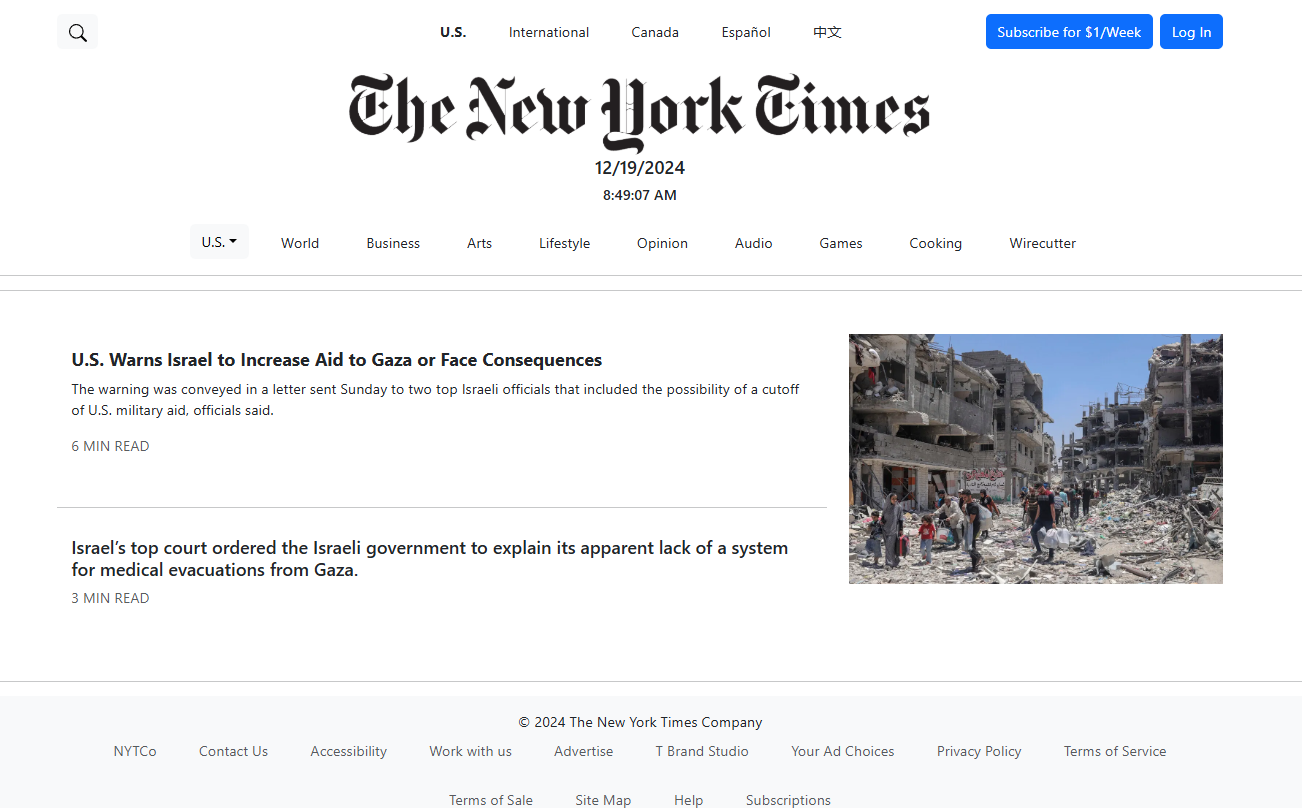 U.S. International Canada Español 中文 Subscribe for $1/Week Log In
The New York Times
12/19/2024
8:49:07 AM
U.S. World Business Arts Lifestyle Opinion Audio Games Cooking Wirecutter
U.S. Warns Israel to Increase Aid to Gaza or Face Consequences
The warning was conveyed in a letter sent Sunday to two top Israeli officials that included the possibility of a cutoff
of U.S. military aid, officials said.
6 MIN READ
Israel’s top court ordered the Israeli government to explain its apparent lack of a system
for medical evacuations from Gaza.
3 MIN READ
© 2024 The New York Times Company
NYTCo Contact Us Accessibility Work with us Advertise T Brand Studio Your Ad Choices Privacy Policy Terms of Service
Terms of Sale Site Map Help Subscriptions